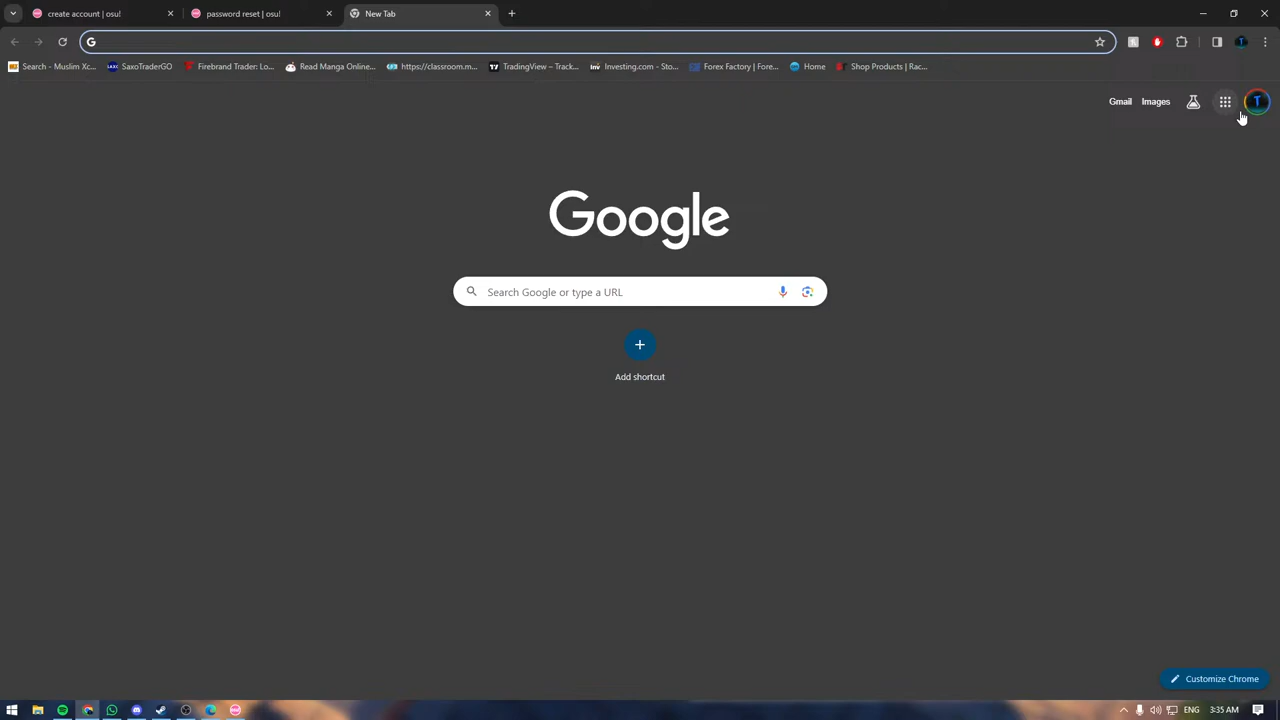 create account | osu!
password reset | osu!
New Tab
Search - Muslim Xc...
SaxoTraderGO
Firebrand Trader: Lo...
Read Manga Online...
https://classroom.m...
TradingView – Track...
Investing.com - Sto...
Forex Factory | Fore...
Home
Shop Products | Rac...
Gmail
Images
T
Google
Search Google or type a URL
Add shortcut
Customize Chrome
ENG
3:35 AM